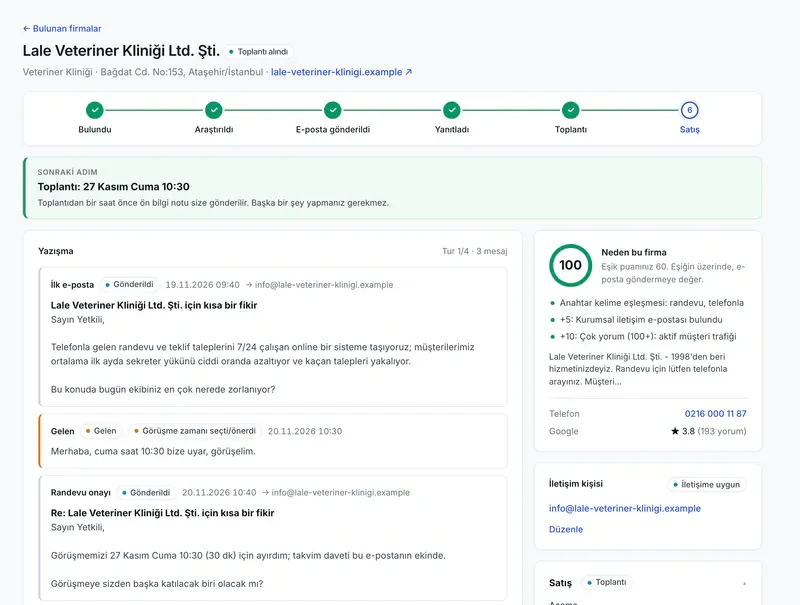 ← Bulunan firmalar
Lale Veteriner Kliniği Ltd. Şti. Toplantı alındı
Veteriner Kliniği · Bağdat Cd. No:153, Ataşehir/İstanbul · lale-veteriner-klinigi.example ↗
6
Bulundu Araştırıldı E-posta gönderildi Yanıtladı Toplantı Satış
SONRAKİ ADIM
Toplantı: 27 Kasım Cuma 10:30
Toplantıdan bir saat önce ön bilgi notu size gönderilir. Başka bir şey yapmanız gerekmez.
Yazışma Tur 1/4 · 3 mesaj
İlk e-posta Gönderildi 19.11.2026 09:40 → info@lale-veteriner-klinigi.example
Lale Veteriner Kliniği Ltd. Şti. için kısa bir fikir
Sayın Yetkili,
Telefonla gelen randevu ve teklif taleplerini 7/24 çalışan online bir sisteme taşıyoruz; müşterilerimiz
ortalama ilk ayda sekreter yükünü ciddi oranda azaltıyor ve kaçan talepleri yakalıyor.
Bu konuda bugün ekibiniz en çok nerede zorlanıyor?
Gelen Gelen Görüşme zamanı seçti/önerdi 20.11.2026 10:30
Merhaba, cuma saat 10:30 bize uyar, görüşelim.
Randevu onayı Gönderildi 20.11.2026 10:40 → info@lale-veteriner-klinigi.example
Re: Lale Veteriner Kliniği Ltd. Şti. için kısa bir fikir
Sayın Yetkili,
Görüşmemizi 27 Kasım Cuma 10:30 (30 dk) için ayırdım; takvim daveti bu e-postanın ekinde.
Görüşmeye sizden başka katılacak biri olacak mı?
100
Neden bu firma
Eşik puanınız 60. Eşiğin üzerinde, e-
posta göndermeye değer.
Anahtar kelime eşleşmesi: randevu, telefonla
+5: Kurumsal iletişim e-postası bulundu
+10: Çok yorum (100+): aktif müşteri trafiği
Lale Veteriner Kliniği Ltd. Şti. - 1998'den beri
hizmetinizdeyiz. Randevu için lütfen telefonla
arayınız. Müşteri...
Telefon 0216 000 11 87
Google ★ 3.8 (193 yorum)
İletişim kişisi İletişime uygun
info@lale-veteriner-klinigi.example
Düzenle
Satış Toplantı
Aşama